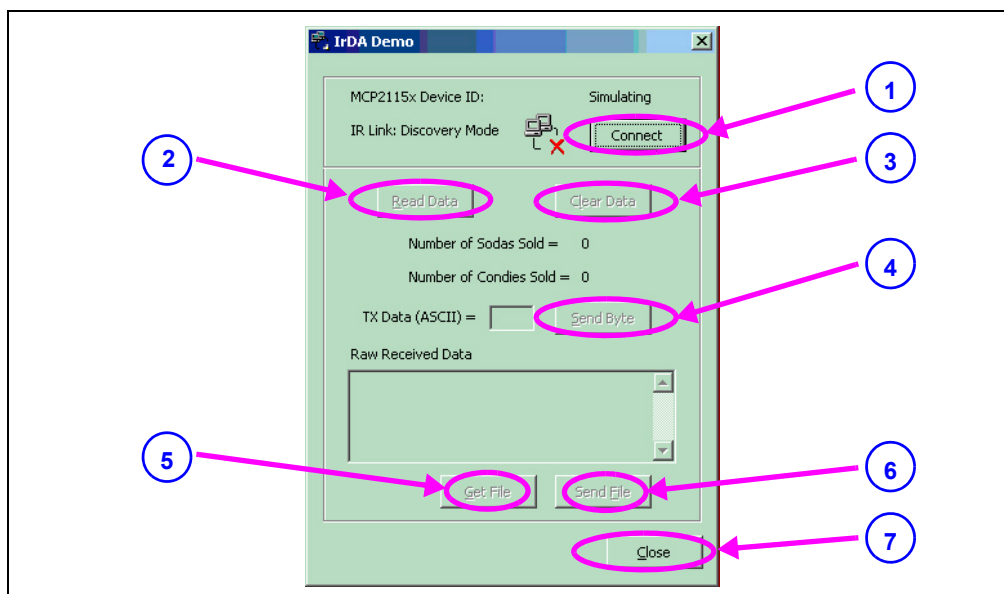 IrDA Demo
MCP2115x Device ID: Simulating
1
IR Link: Discovery Mode Connect
2
3
Read Data Clear Data
Number of Sodas Sold = 0
Number of Condies Sold = 0
4
TX Data (ASCII) = Send Byte
Raw Received Data
5
6
Get File Send File
7
Close